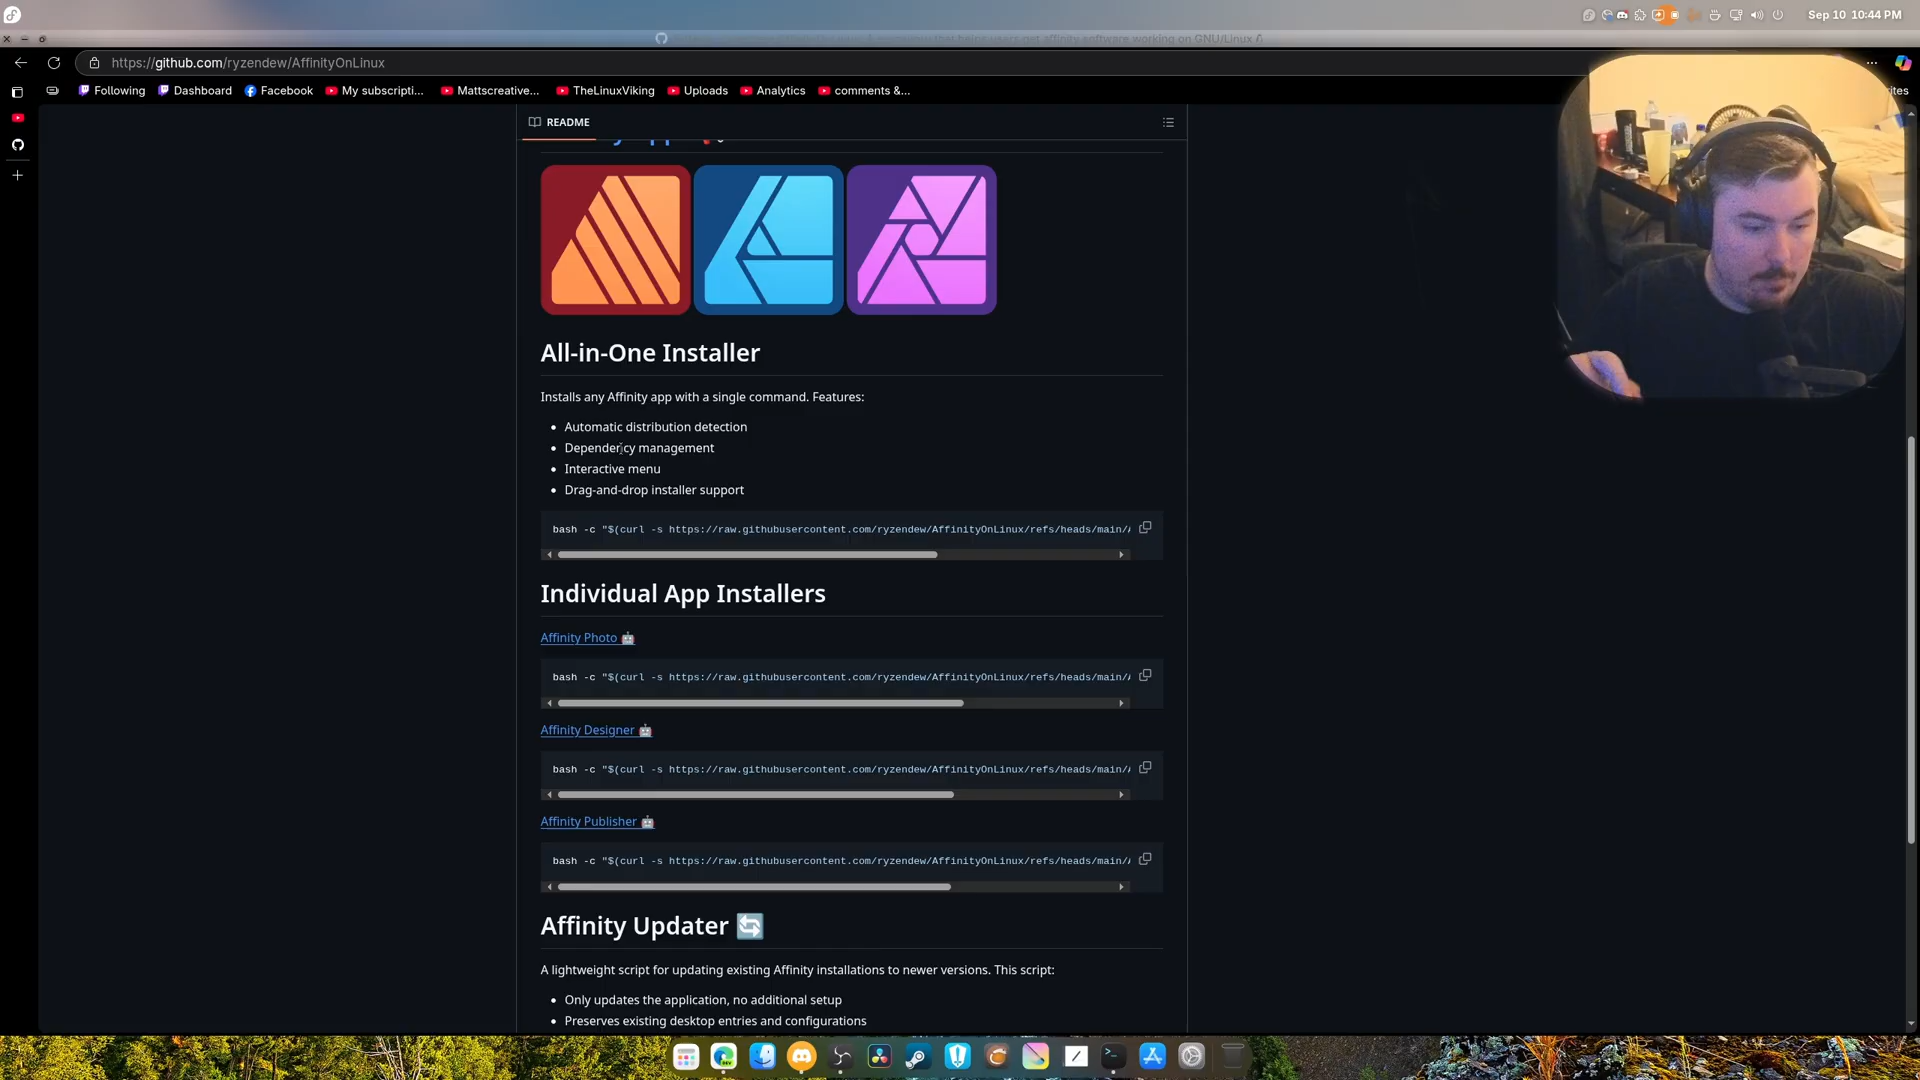 Sep 10 10:44 PM
https://github.com/ryzendew/AffinityOnLinux
Following
Dashboard
Facebook
My subscripti...
Mattscreative...
TheLinuxViking
Uploads
Analytics
comments &...
README
All-in-One Installer
Installs any Affinity app with a single command. Features:
Automatic distribution detection
Dependency management
Interactive menu
Drag-and-drop installer support
bash -c "$(curl -s https://raw.githubusercontent.com/ryzendew/AffinityOnLinux/refs/heads/main/
Individual App Installers
Affinity Photo 🤖
bash -c "$(curl -s https://raw.githubusercontent.com/ryzendew/AffinityOnLinux/refs/heads/main/
Affinity Designer 🤖
bash -c "$(curl -s https://raw.githubusercontent.com/ryzendew/AffinityOnLinux/refs/heads/main/
Affinity Publisher 🤖
bash -c "$(curl -s https://raw.githubusercontent.com/ryzendew/AffinityOnLinux/refs/heads/main/
Affinity Updater 🔄
A lightweight script for updating existing Affinity installations to newer versions. This script:
Only updates the application, no additional setup
Preserves existing desktop entries and configurations